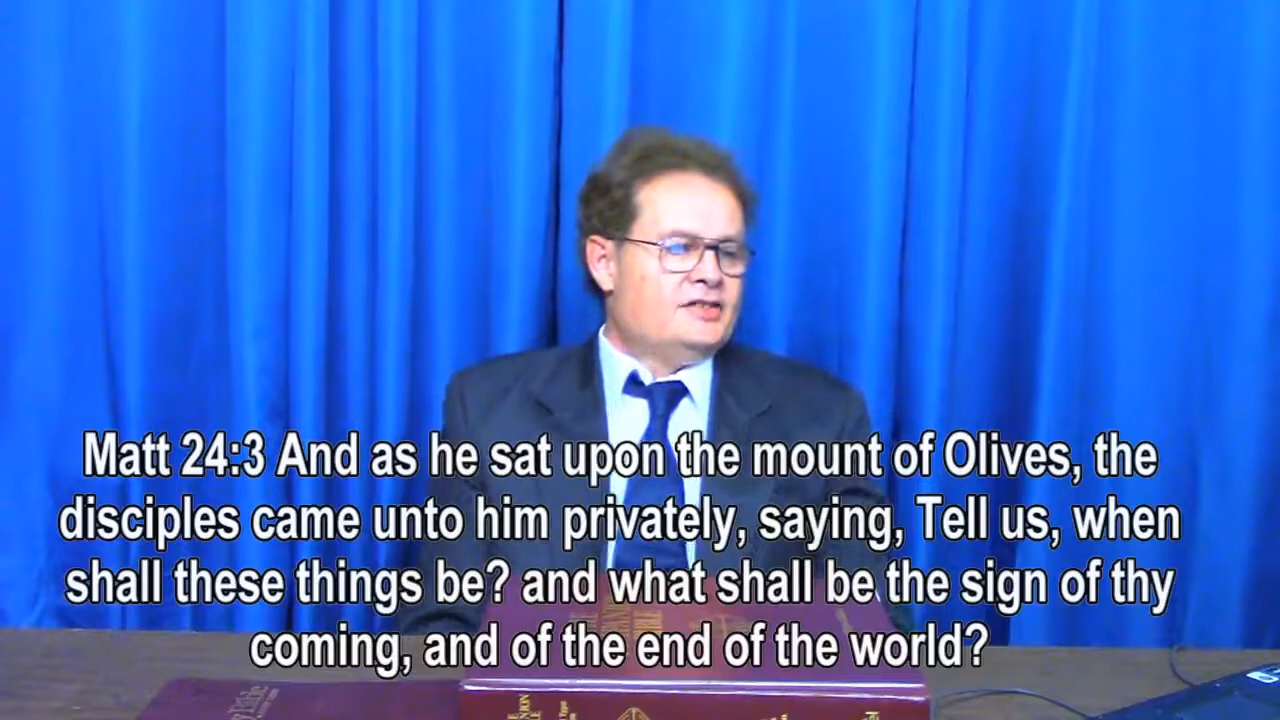 Matt 24:3 And as he sat upon the mount of Olives, the
disciples came unto him privately, saying, Tell us, when
shall these things be? and what shall be the sign of thy
coming, and of the end of the world?